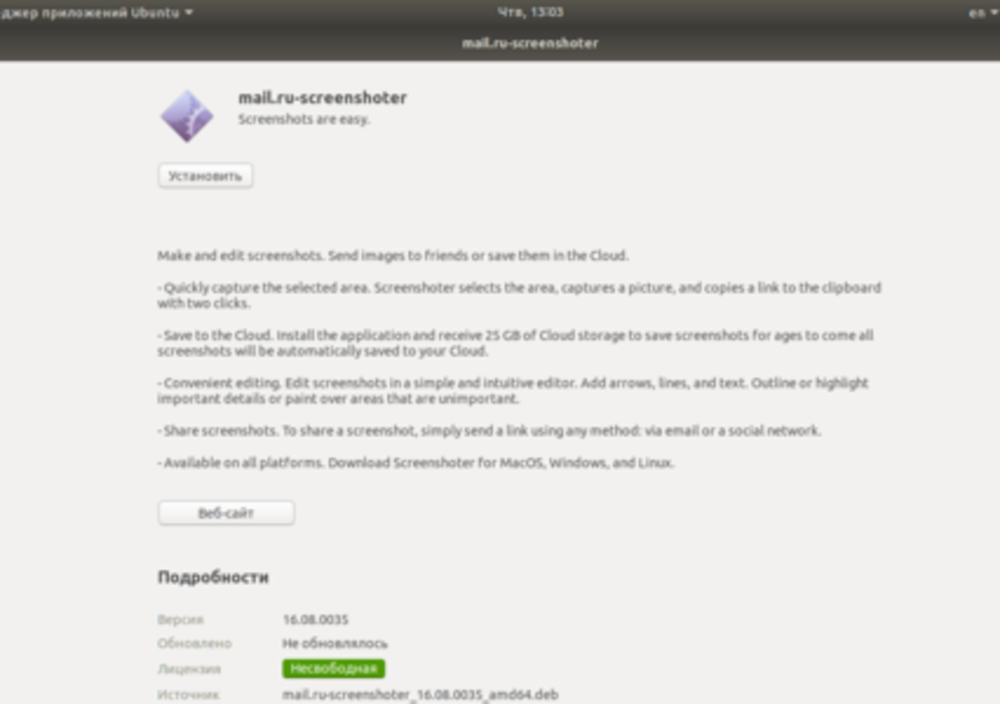 джер приложений Ubuntu
Чтв, 13:03
en
mail.ru-screenshoter
mail.ru-screenshoter
Screenshots are easy.
Установить
Make and edit screenshots. Send images to friends or save them in the Cloud.
- Quickly capture the selected area. Screenshoter selects the area, captures a picture, and copies a link to the clipboard
with two clicks.
- Save to the Cloud. Install the application and receive 25 GB of Cloud storage to save screenshots for ages to come all
screenshots will be automatically saved to your Cloud.
- Convenient editing. Edit screenshots in a simple and intuitive editor. Add arrows, lines, and text. Outline or highlight
important details or paint over areas that are unimportant.
- Share screenshots. To share a screenshot, simply send a link using any method: via email or a social network.
- Available on all platforms. Download Screenshoter for MacOS, Windows, and Linux.
Веб-сайт
Подробности
Версия 16.08.0035
Обновлено Не обновлялось
Лицензия Несвободная
Источник mail.ru-screenshoter_16.08.0035_amd64.deb